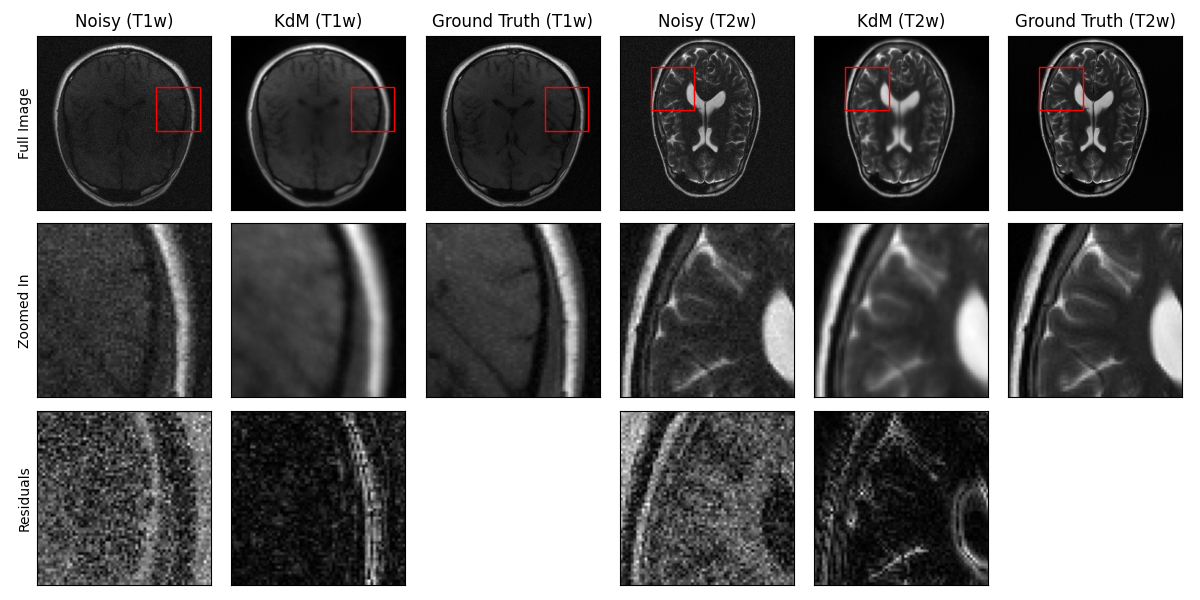 Noisy (T1w)
KdM (T1w)
Ground Truth (T1w)
Noisy (T2w)
KdM (T2w)
Ground Truth (T2w)
Full Image
Zoomed In
Residuals